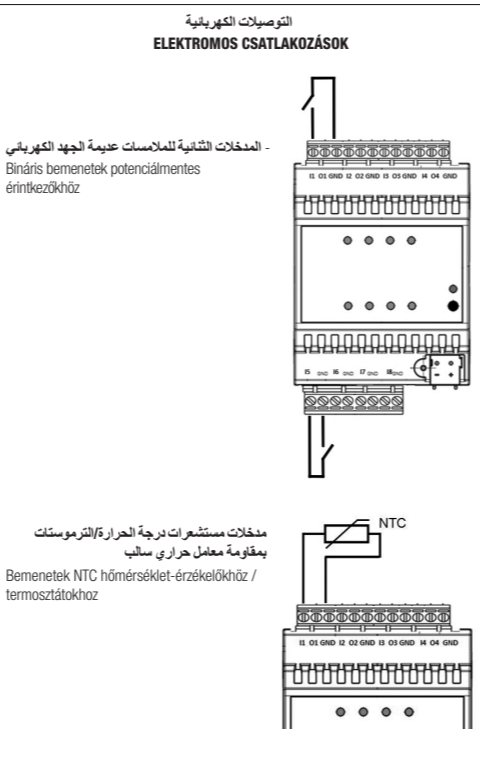 التوصيلات الكهربائية
ELEKTROMOS CSATLAKOZÁSOK
- المدخلات الثنائية للملامسات عديمة الجهد الكهربائي
Bináris bemenetek potenciálmentes
érintkezőkhöz
I1 O1 GND I2 O2 GND I3 O3 GND I4 O4 GND
I5 GND I6 GND I7 GND I8 GND
- +
مدخلات مستشعرات درجة الحرارة/الترموستات
بمقاومة معامل حراري سالب
Bemenetek NTC hőmérséklet-érzékelőkhöz /
termosztátokhoz
NTC
I1 O1 GND I2 O2 GND I3 O3 GND I4 O4 GND